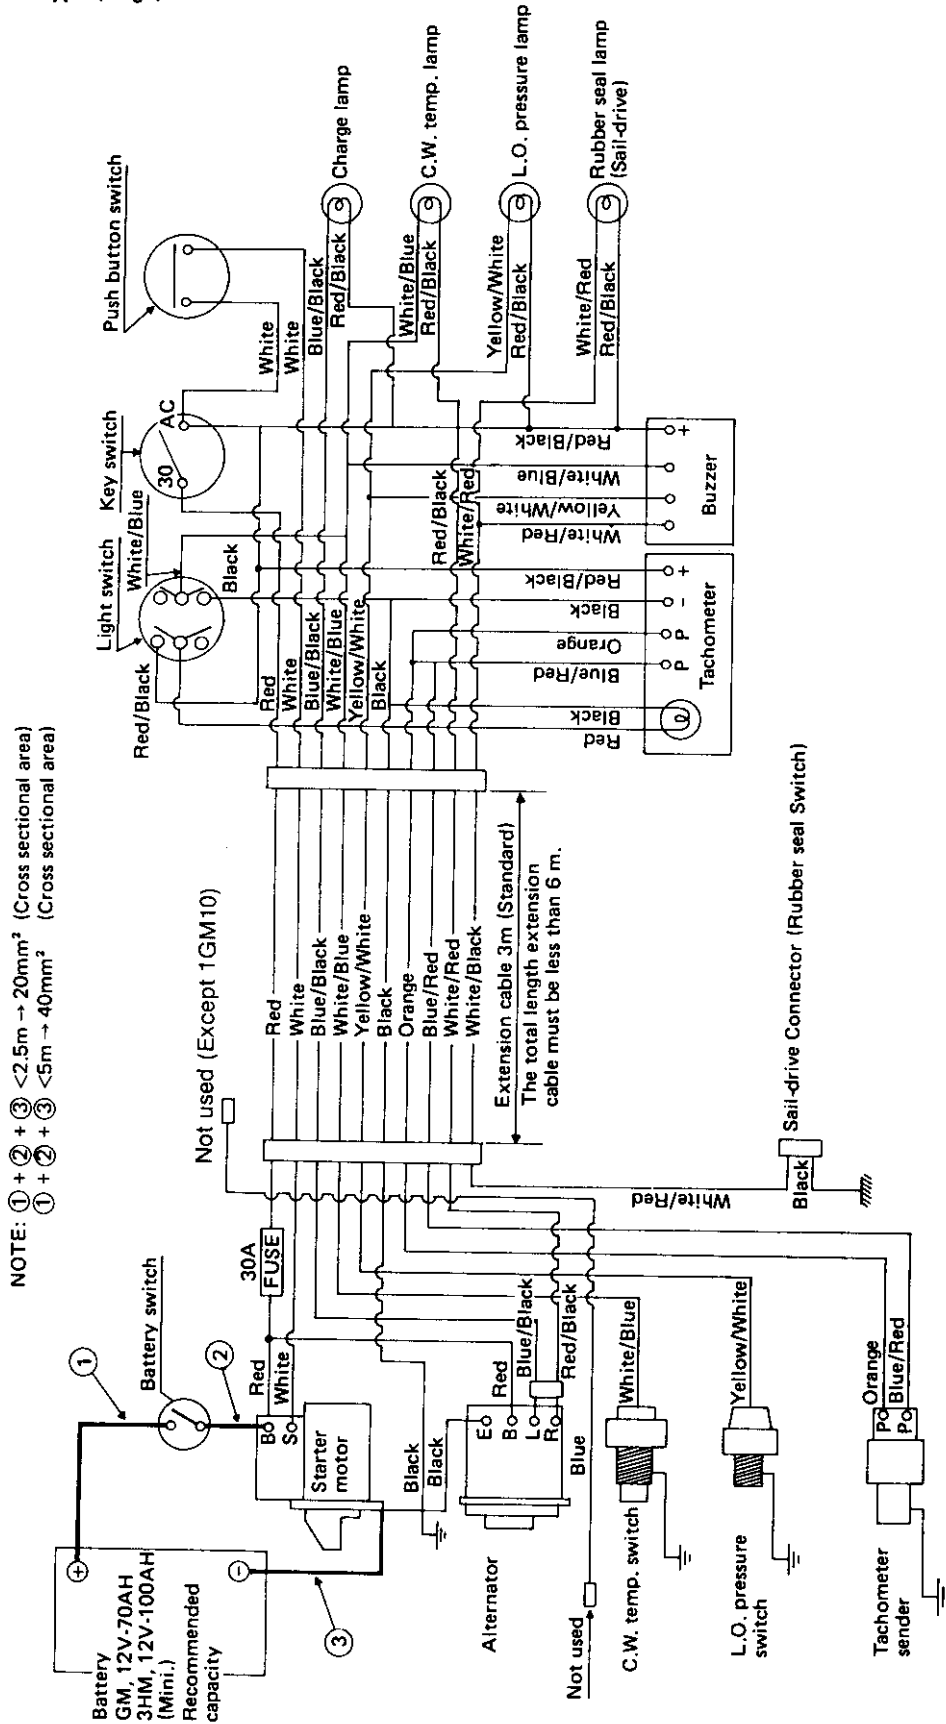 NOTE: ① + ② + ③ <2.5m → 20mm² (Cross sectional area)
① + ② + ③ <5m → 40mm² (Cross sectional area)
Battery
GM, 12V-70AH
3HM, 12V-100AH
(Mini.)
Recommended
capacity
+
−
①
②
③
Battery switch
Red
White
B
S
Starter
motor
30A
FUSE
Black
Black
Alternator
E
B
L
R
Red
Blue/Black
Red/Black
Not used
Blue
Not used (Except 1GM10)
C.W. temp. switch
White/Blue
L.O. pressure
switch
Yellow/White
Tachometer
sender
P
P
Orange
Blue/Red
White/Red
Black
Sail-drive Connector (Rubber seal Switch)
Red
White
Blue/Black
White/Blue
Yellow/White
Black
Orange
Blue/Red
White/Red
White/Black
Extension cable 3m (Standard)
The total length extension
cable must be less than 6 m.
Red
White
Blue/Black
White/Blue
Yellow/White
Black
Red/Black
Light switch
White/Blue
Black
Key switch
30
AC
Push button switch
White
White
Blue/Black
Red/Black
Charge lamp
White/Blue
Red/Black
C.W. temp. lamp
Yellow/White
Red/Black
L.O. pressure lamp
White/Red
Red/Black
Rubber seal lamp
(Sail-drive)
Red/Black
White/Red
Red
Black
Blue/Red
Orange
Black
Red/Black
P
P
−
+
Tachometer
White/Red
Yellow/White
White/Blue
Red/Black
+
Buzzer